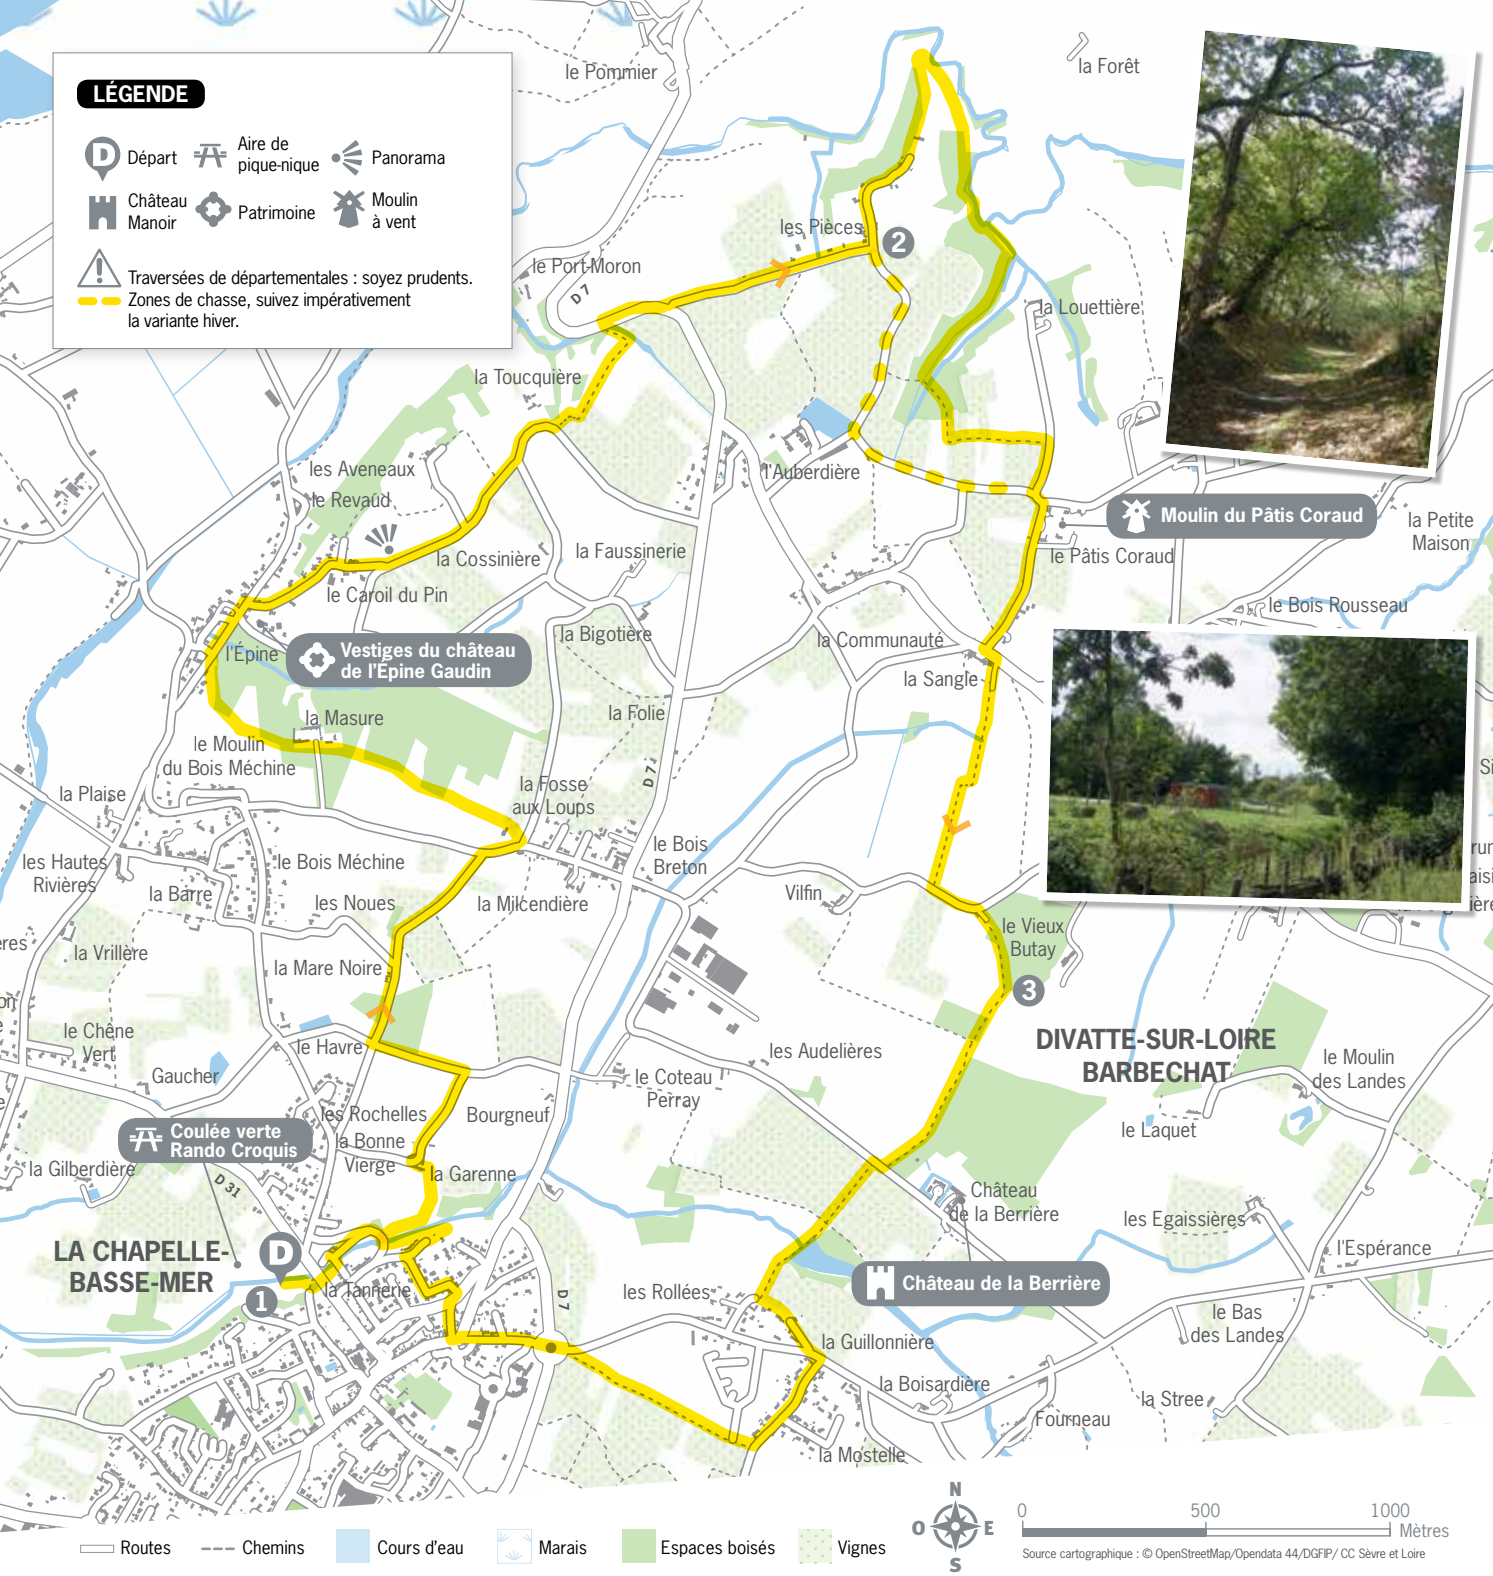 LÉGENDE
D
Départ
Aire de
pique-nique
Panorama
Château
Manoir
Patrimoine
Moulin
à vent
Traversées de départementales : soyez prudents.
Zones de chasse, suivez impérativement
la variante hiver.
le Pommier
la Forêt
les Pièces
2
le Port-Moron
D 7
la Louettière
la Toucquière
les Aveneaux
le Revaud
l'Auberdière
Moulin du Pâtis Coraud
la Petite
Maison
la Cossinière
la Faussinerie
le Pâtis Coraud
le Caroil du Pin
le Bois Rousseau
la Bigotière
la Communauté
l'Épine
Vestiges du château
de l'Épine Gaudin
la Sangle
la Masure
la Folie
le Moulin
du Bois Méchine
D 7
la Plaise
la Fosse
aux Loups
le Bois
Breton
les Hautes
Rivières
le Bois Méchine
la Barre
les Noues
la Milcendière
Vilfin
le Vieux
Butay
la Vrillère
la Mare Noire
3
le Chêne
Vert
le Havre
DIVATTE-SUR-LOIRE
BARBECHAT
les Audelières
le Moulin
des Landes
Gaucher
le Coteau
Perray
les Rochelles
Bourgneuf
Coulée verte
Rando Croquis
la Bonne
Vierge
le Laquet
la Gilberdière
D 31
la Garenne
Château
de la Berrière
les Egaissières
LA CHAPELLE-
BASSE-MER
D
l'Espérance
1
la Tannerie
D 7
les Rollées
Château de la Berrière
le Bas
des Landes
la Guillonnière
la Boisardière
la Stree
Fourneau
la Mostelle
N
O
E
S
0
500
1000
Mètres
Routes
Chemins
Cours d'eau
Marais
Espaces boisés
Vignes
Source cartographique : © OpenStreetMap/Opendata 44/DGFIP/ CC Sèvre et Loire